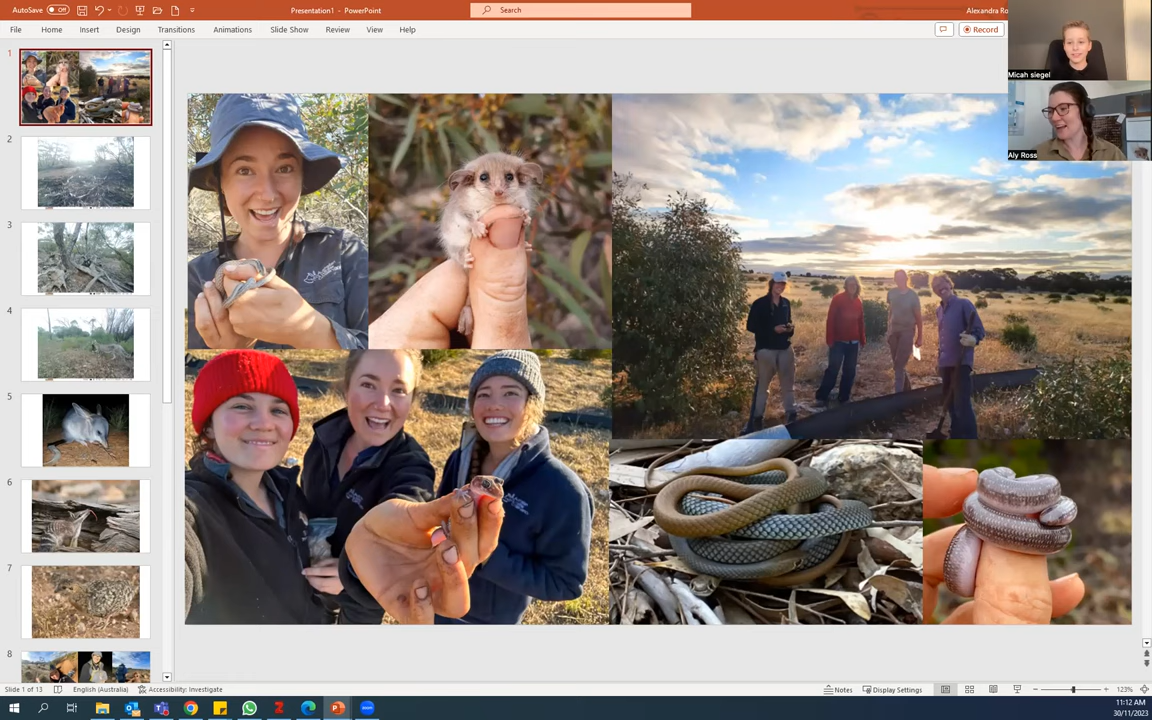 AutoSave Off Presentation1 - PowerPoint Search Alexandra Ro
File Home Insert Design Transitions Animations Slide Show Review View Help Record
Micah siegel
Aly Ross
1
2
3
4
5
6
7
8
Slide 1 of 13 English (Australia) Accessibility: Investigate Notes Display Settings 123%
11:12 AM
30/11/2023